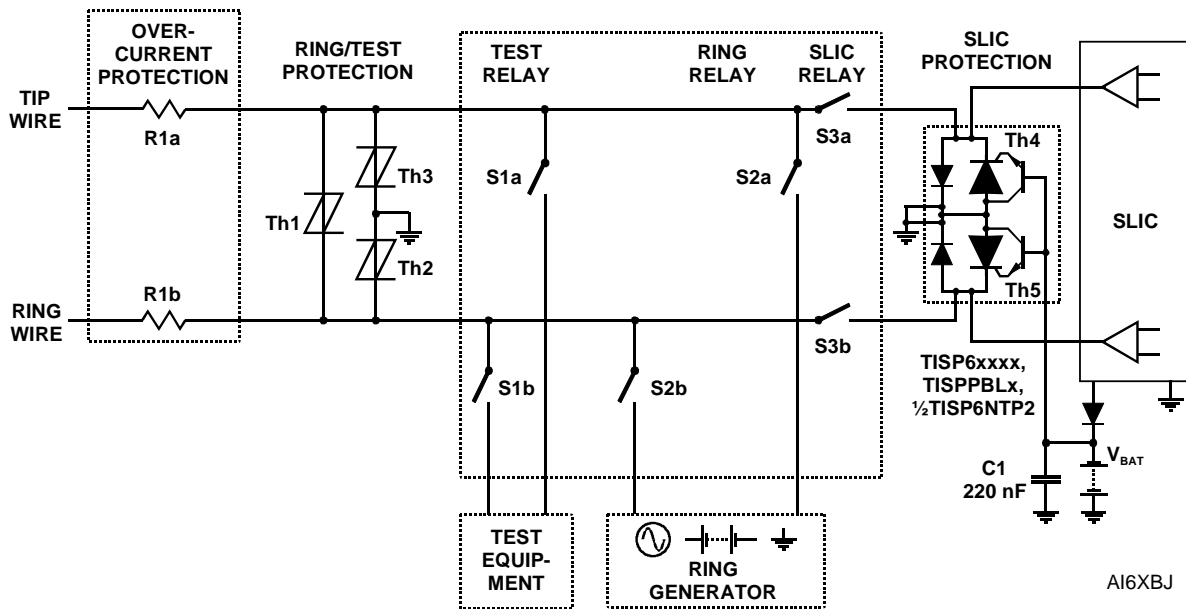 OVER-
CURRENT
PROTECTION
RING/TEST
PROTECTION
TEST
RELAY
RING
RELAY
SLIC
RELAY
SLIC
PROTECTION
TIP
WIRE
R1a
S3a
Th4
Th3
S1a
S2a
Th1
SLIC
Th2
R1b
Th5
RING
WIRE
S3b
S1b
S2b
TISP6xxxx,
TISPPBLx,
½TISP6NTP2
V_BAT
C1
220 nF
TEST
EQUIP-
MENT
RING
GENERATOR
AI6XBJ